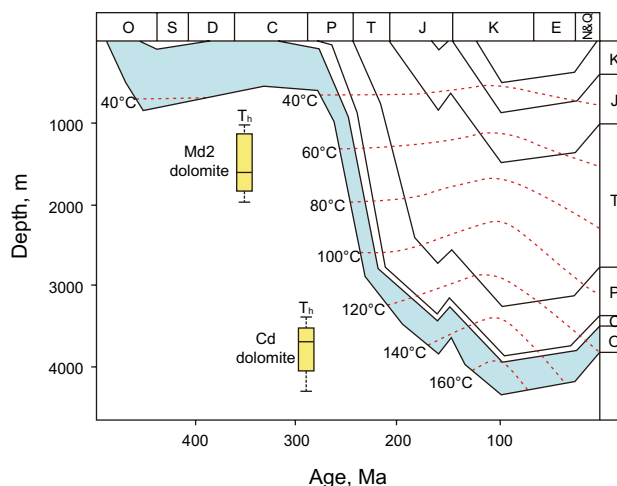 O S D C P T J K E N&Q
K
J
T
P
C
O
40°C
40°C
60°C
80°C
100°C
120°C
140°C
160°C
Th
Md2
dolomite
Th
Cd
dolomite
1000
2000
3000
4000
Depth, m
400 300 200 100
Age, Ma